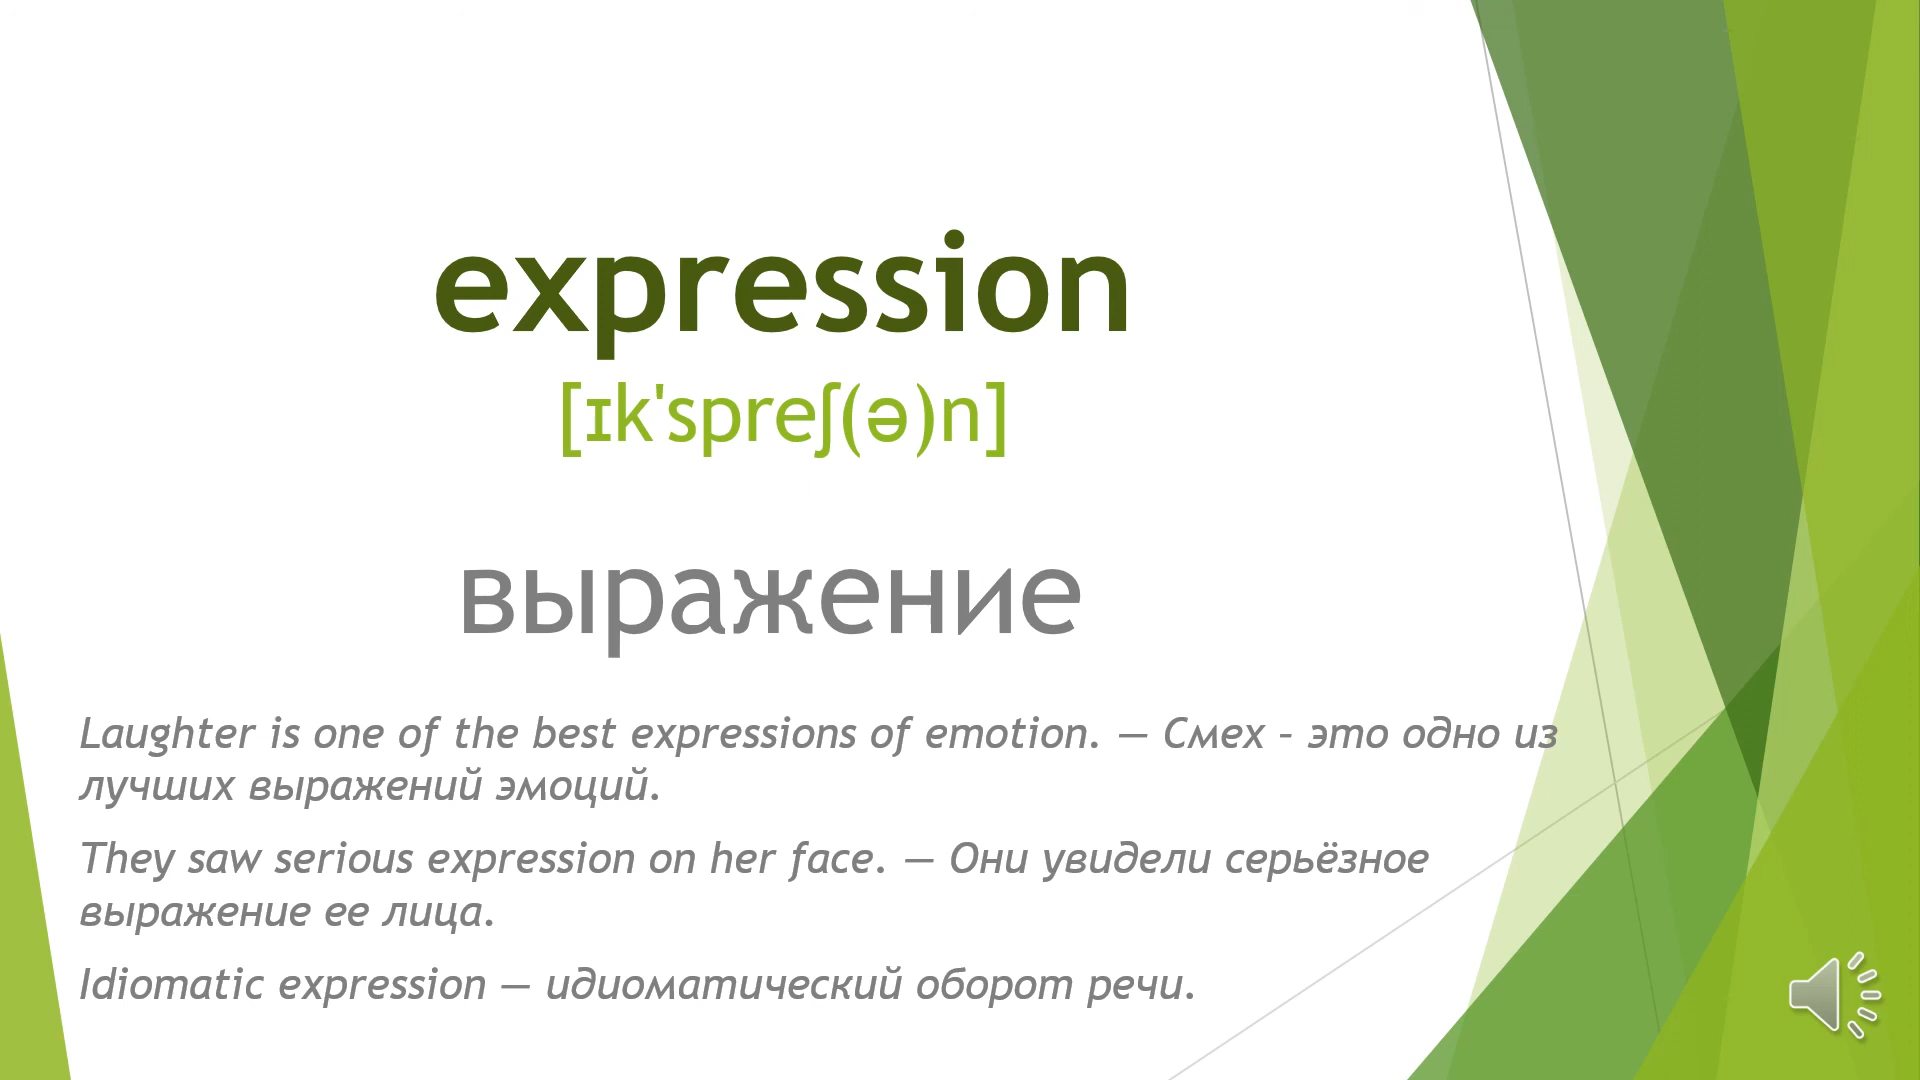 expression
[ɪk'spreʃ(ə)n]
выражение
Laughter is one of the best expressions of emotion. — Смех – это одно из
лучших выражений эмоций.
They saw serious expression on her face. — Они увидели серьёзное
выражение ее лица.
Idiomatic expression — идиоматический оборот речи.